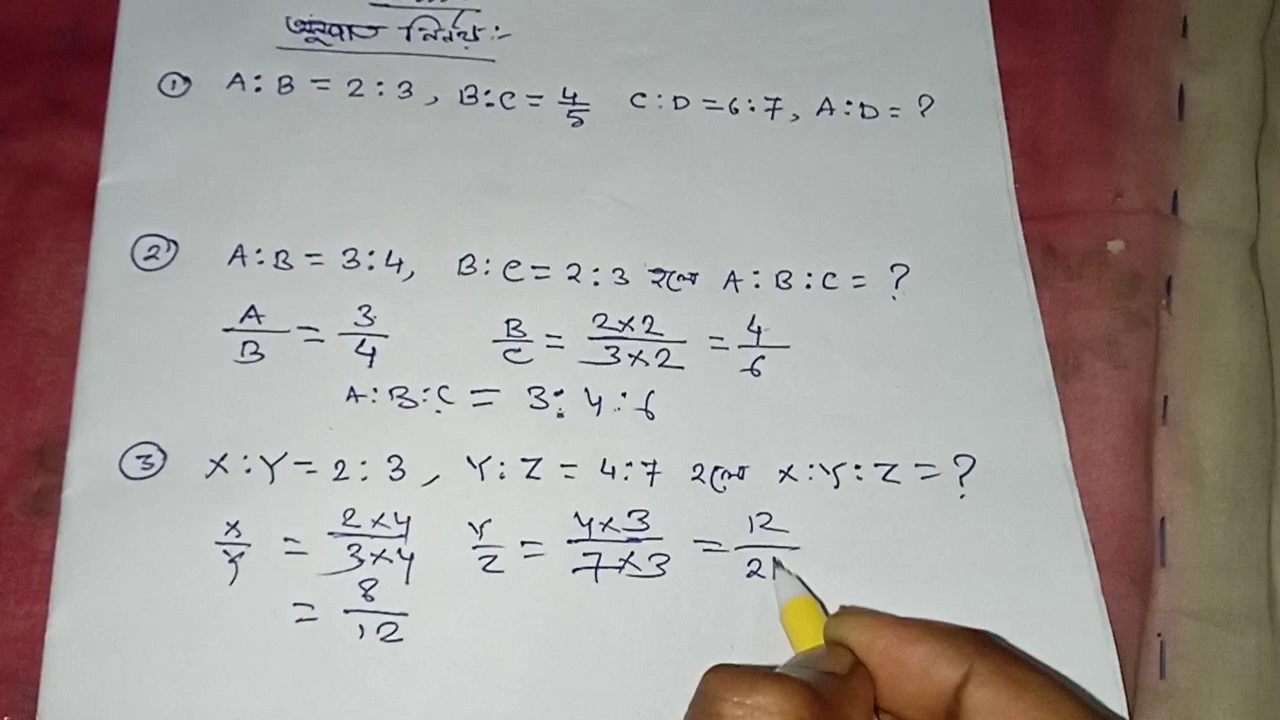 অনুপাত নির্ণয়:-
① A:B = 2:3, B:C = 4/5 C:D = 6:7, A:D = ?
② A:B = 3:4, B:C = 2:3 হলে A:B:C = ?
A/B = 3/4 B/C = 2×2/3×2 = 4/6
A:B:C = 3:4:6
③ X:Y = 2:3, Y:Z = 4:7 হলে X:Y:Z = ?
X/Y = 2×4/3×4 Y/Z = 4×3/7×3 = 12/21
= 8/12